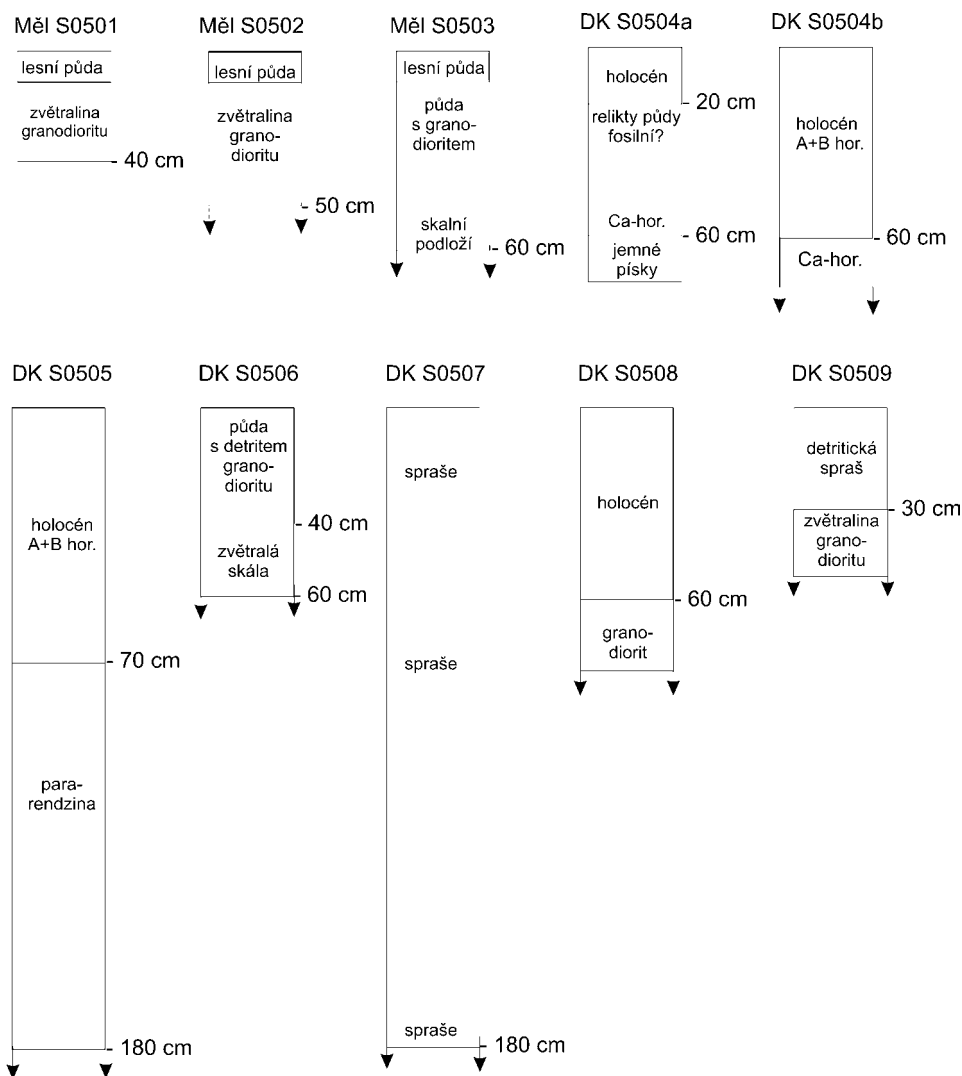 Měl S0501
lesní půda
zvětralina
granodioritu
40 cm
Měl S0502
lesní půda
zvětralina
grano-
dioritu
50 cm
Měl S0503
lesní půda
půda
s grano-
dioritem
skalní
podloží
60 cm
DK S0504a
holocén
20 cm
relikty půdy
fosilní?
Ca-hor.
60 cm
jemné
písky
DK S0504b
holocén
A+B hor.
60 cm
Ca-hor.
DK S0505
holocén
A+B hor.
70 cm
para-
rendzina
180 cm
DK S0506
půda
s detritem
grano-
dioritu
40 cm
zvětralá
skála
60 cm
DK S0507
spraše
spraše
spraše
180 cm
DK S0508
holocén
60 cm
grano-
diorit
DK S0509
detritická
spraš
30 cm
zvětralina
grano-
dioritu